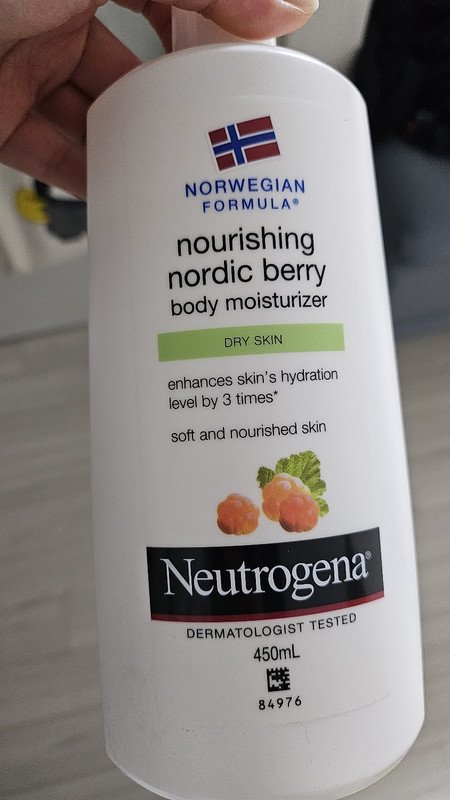 NORWEGIAN
FORMULA®
nourishing
nordic berry
body moisturizer
DRY SKIN
enhances skin's hydration
level by 3 times*
soft and nourished skin
Neutrogena®
DERMATOLOGIST TESTED
450mL
84976